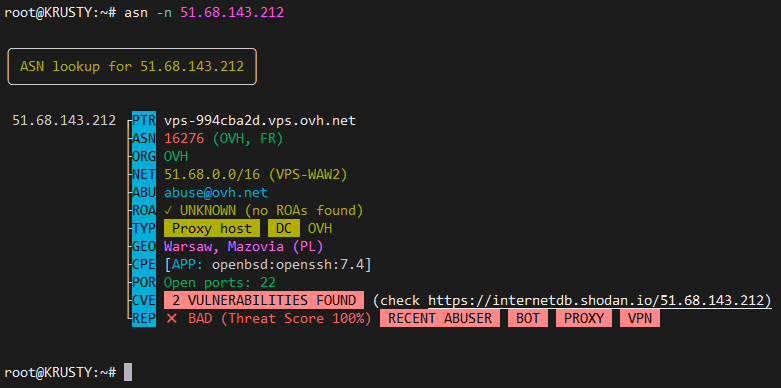 root@KRUSTY:~# asn -n 51.68.143.212
ASN lookup for 51.68.143.212
51.68.143.212 PTR vps-994cba2d.vps.ovh.net
ASN 16276 (OVH, FR)
ORG OVH
NET 51.68.0.0/16 (VPS-WAW2)
ABU abuse@ovh.net
ROA ✓ UNKNOWN (no ROAs found)
TYP Proxy host DC OVH
GEO Warsaw, Mazovia (PL)
CPE [APP: openbsd:openssh:7.4]
POR Open ports: 22
CVE 2 VULNERABILITIES FOUND (check https://internetdb.shodan.io/51.68.143.212)
REP ❌ BAD (Threat Score 100%) RECENT ABUSER BOT PROXY VPN
root@KRUSTY:~#